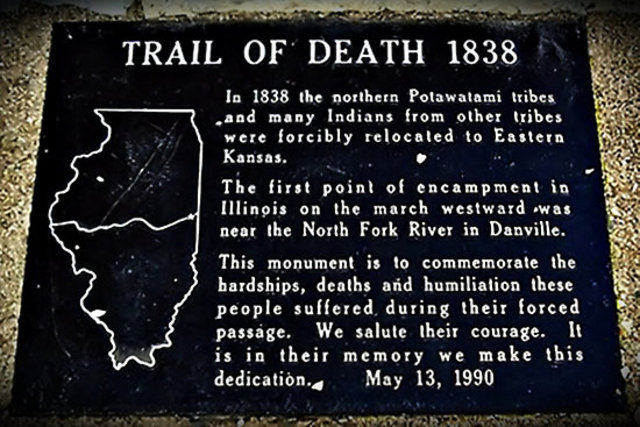 TRAIL OF DEATH 1838
In 1838 the northern Potawatami tribes
and many Indians from other tribes
were forcibly relocated to Eastern
Kansas.
The first point of encampment in
Illinois on the march westward was
near the North Fork River in Danville.
This monument is to commemorate the
hardships, deaths and humiliation these
people suffered during their forced
passage. We salute their courage. It
is in their memory we make this
dedication. May 13, 1990